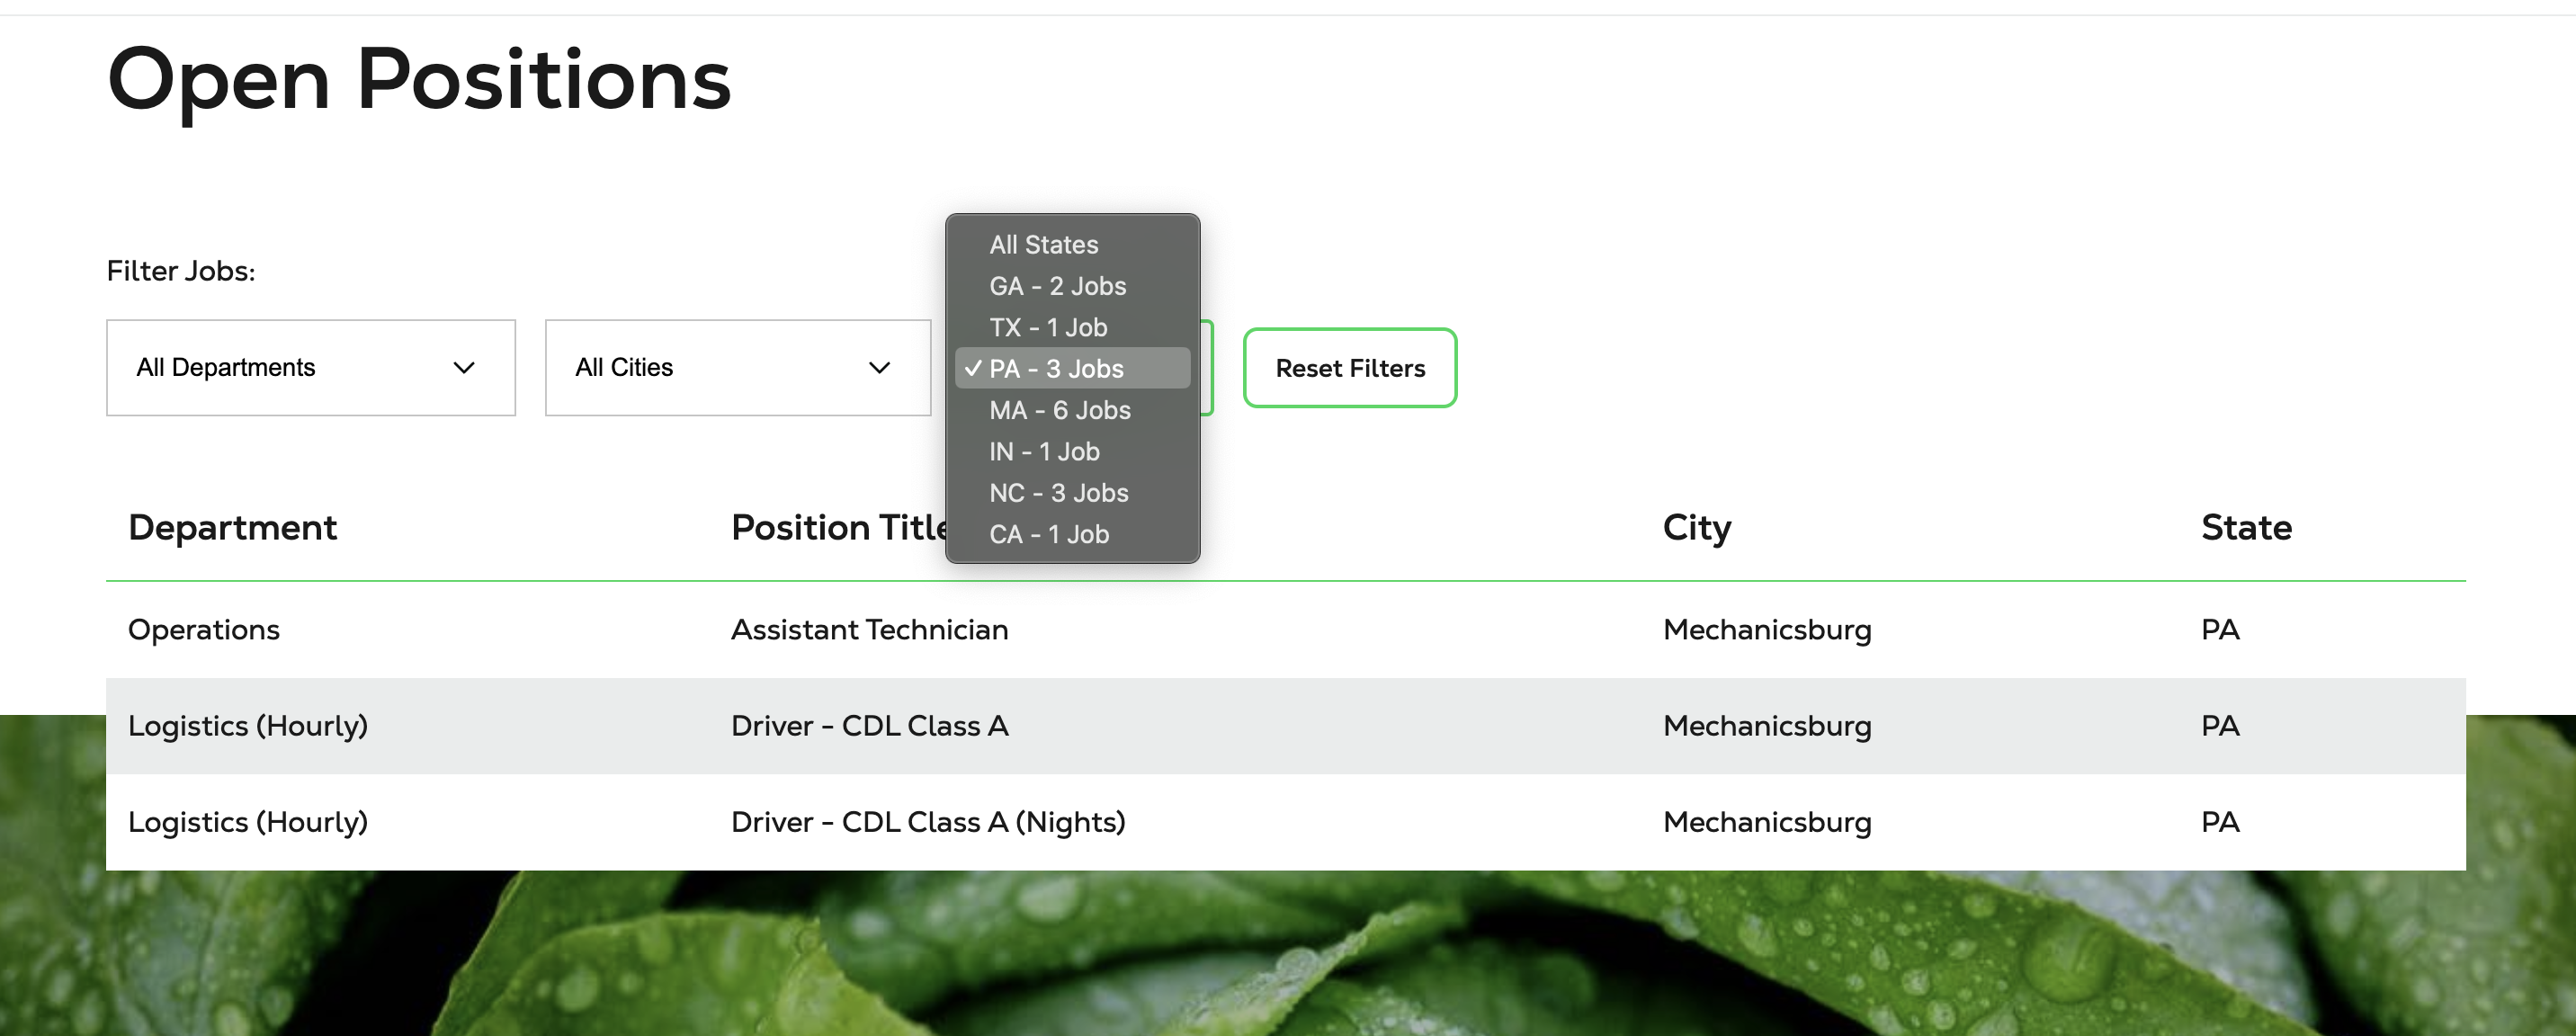 Open Positions
Filter Jobs:
All Departments
All Cities
All States
GA - 2 Jobs
TX - 1 Job
✓ PA - 3 Jobs
MA - 6 Jobs
IN - 1 Job
NC - 3 Jobs
CA - 1 Job
Reset Filters
Department Position Title City State
Operations Assistant Technician Mechanicsburg PA
Logistics (Hourly) Driver - CDL Class A Mechanicsburg PA
Logistics (Hourly) Driver - CDL Class A (Nights) Mechanicsburg PA